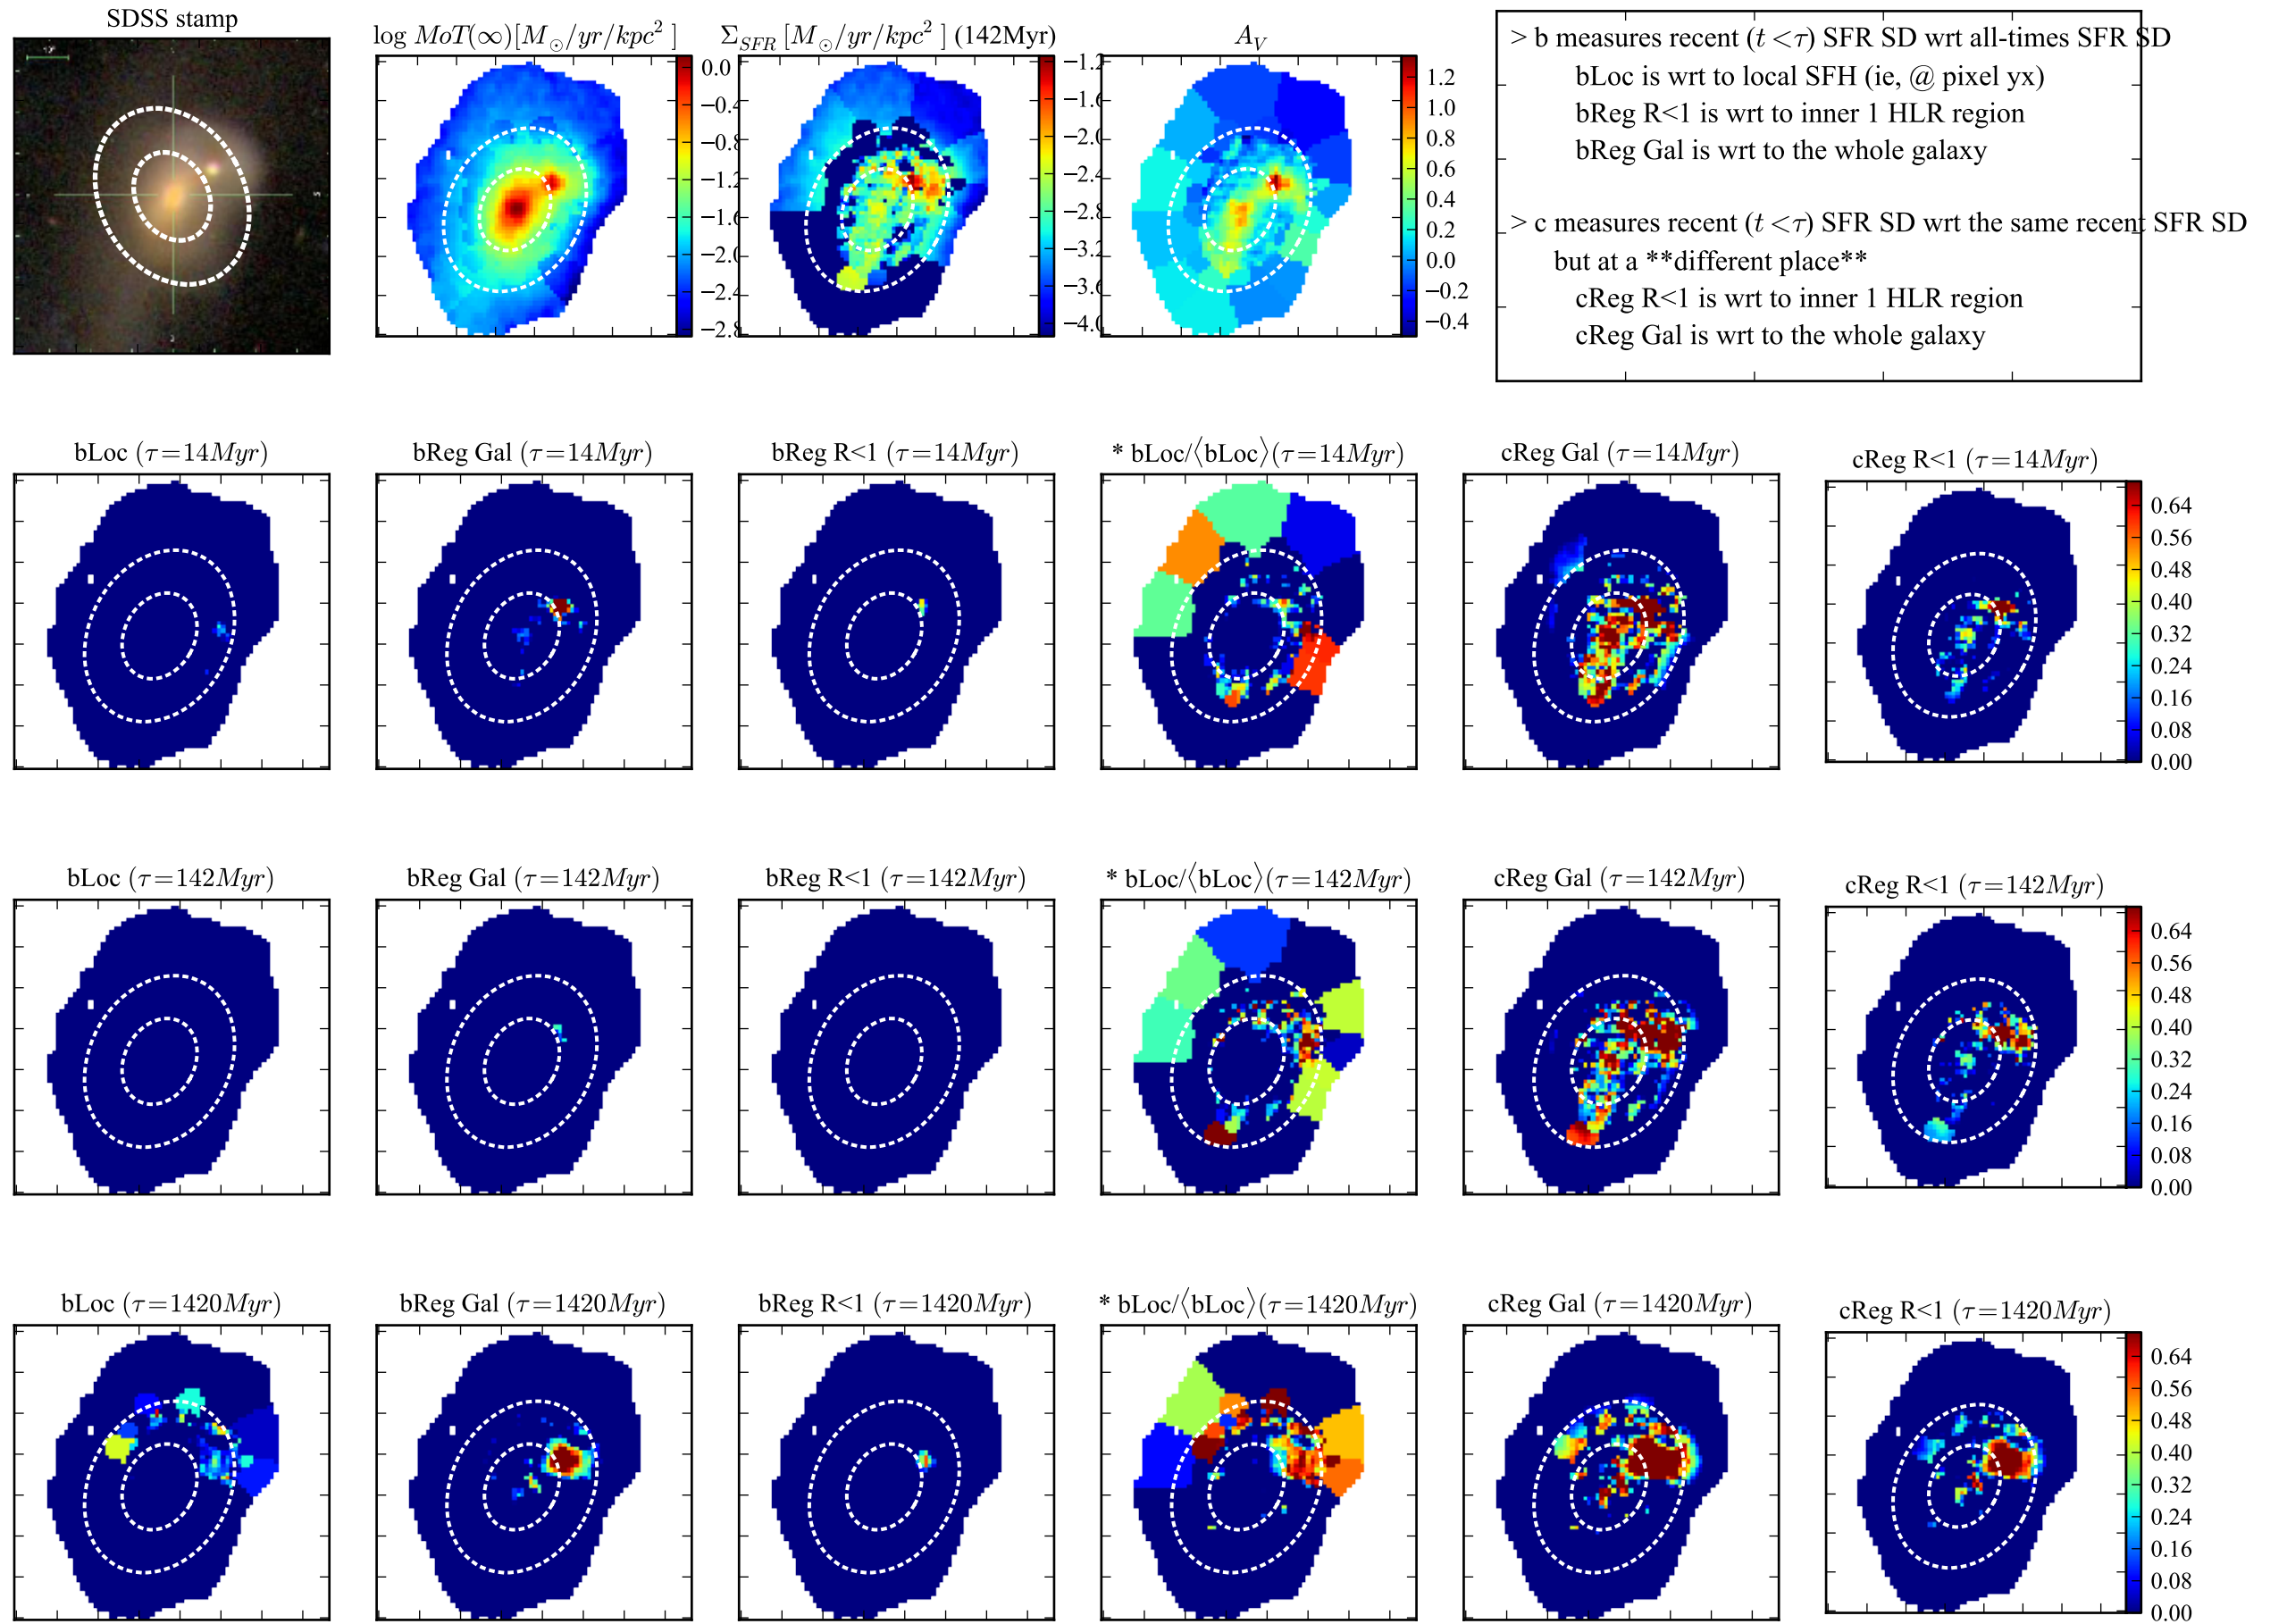 SDSS stamp
log MoT(∞)[M⊙/yr/kpc² ]
Σ_SFR [M⊙/yr/kpc² ] (142Myr)
A_V
0.0
−0.4
−0.8
−1.2
−1.6
−2.0
−2.4
−2.8
−1.2
−1.6
−2.0
−2.4
−2.8
−3.2
−3.6
−4.0
1.2
1.0
0.8
0.6
0.4
0.2
0.0
−0.2
−0.4
> b measures recent (t <τ) SFR SD wrt all-times SFR SD
bLoc is wrt to local SFH (ie, @ pixel yx)
bReg R<1 is wrt to inner 1 HLR region
bReg Gal is wrt to the whole galaxy
> c measures recent (t <τ) SFR SD wrt the same recent SFR SD
but at a **different place**
cReg R<1 is wrt to inner 1 HLR region
cReg Gal is wrt to the whole galaxy
bLoc (τ=14Myr)
bReg Gal (τ=14Myr)
bReg R<1 (τ=14Myr)
* bLoc/⟨bLoc⟩(τ=14Myr)
cReg Gal (τ=14Myr)
cReg R<1 (τ=14Myr)
0.64
0.56
0.48
0.40
0.32
0.24
0.16
0.08
0.00
bLoc (τ=142Myr)
bReg Gal (τ=142Myr)
bReg R<1 (τ=142Myr)
* bLoc/⟨bLoc⟩(τ=142Myr)
cReg Gal (τ=142Myr)
cReg R<1 (τ=142Myr)
0.64
0.56
0.48
0.40
0.32
0.24
0.16
0.08
0.00
bLoc (τ=1420Myr)
bReg Gal (τ=1420Myr)
bReg R<1 (τ=1420Myr)
* bLoc/⟨bLoc⟩(τ=1420Myr)
cReg Gal (τ=1420Myr)
cReg R<1 (τ=1420Myr)
0.64
0.56
0.48
0.40
0.32
0.24
0.16
0.08
0.00